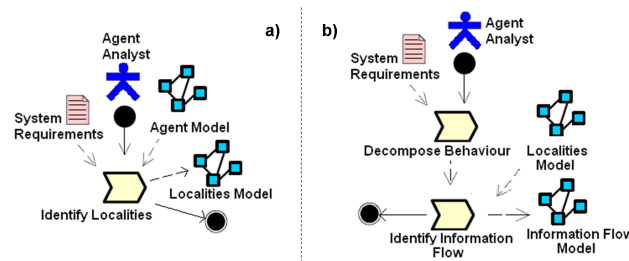 a)
Agent
Analyst
System
Requirements
Agent Model
Localities Model
Identify Localities
b)
Agent
Analyst
System
Requirements
Decompose Behaviour
Localities
Model
Identify Information
Flow
Information Flow
Model